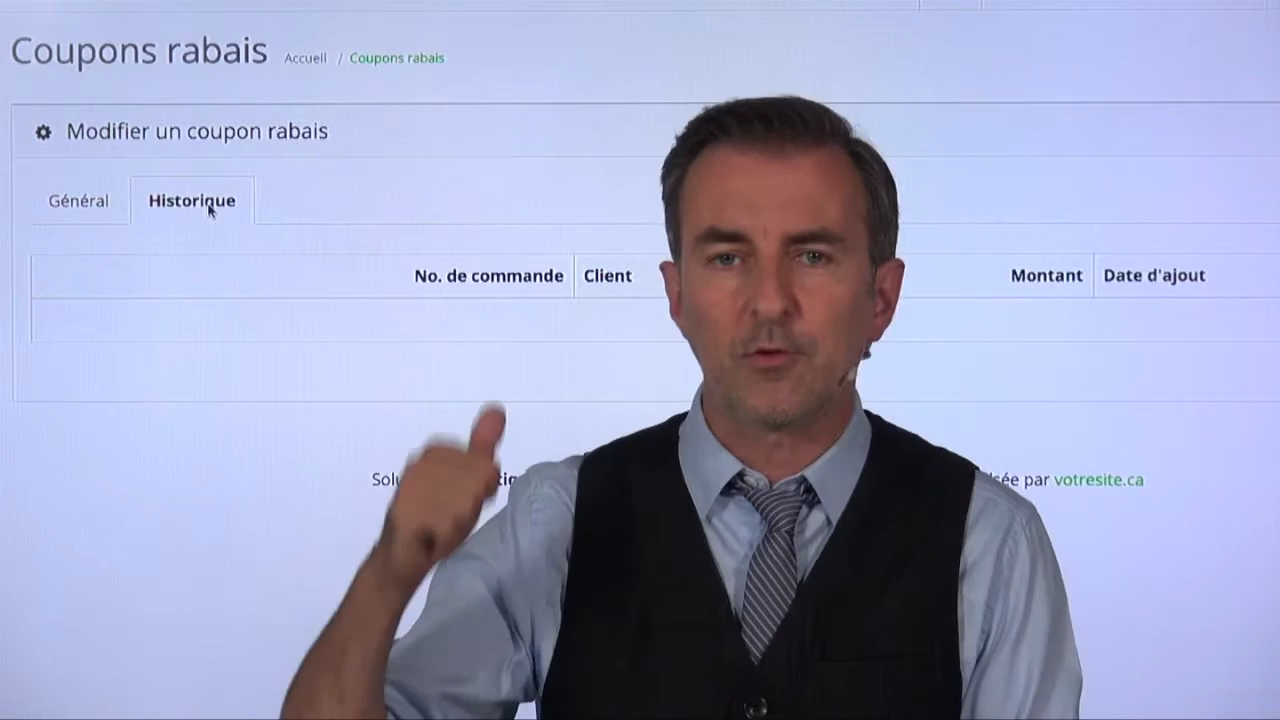 Coupons rabais Accueil / Coupons rabais
Modifier un coupon rabais
Général Historique
No. de commande Client Montant Date d'ajout
par votresite.ca